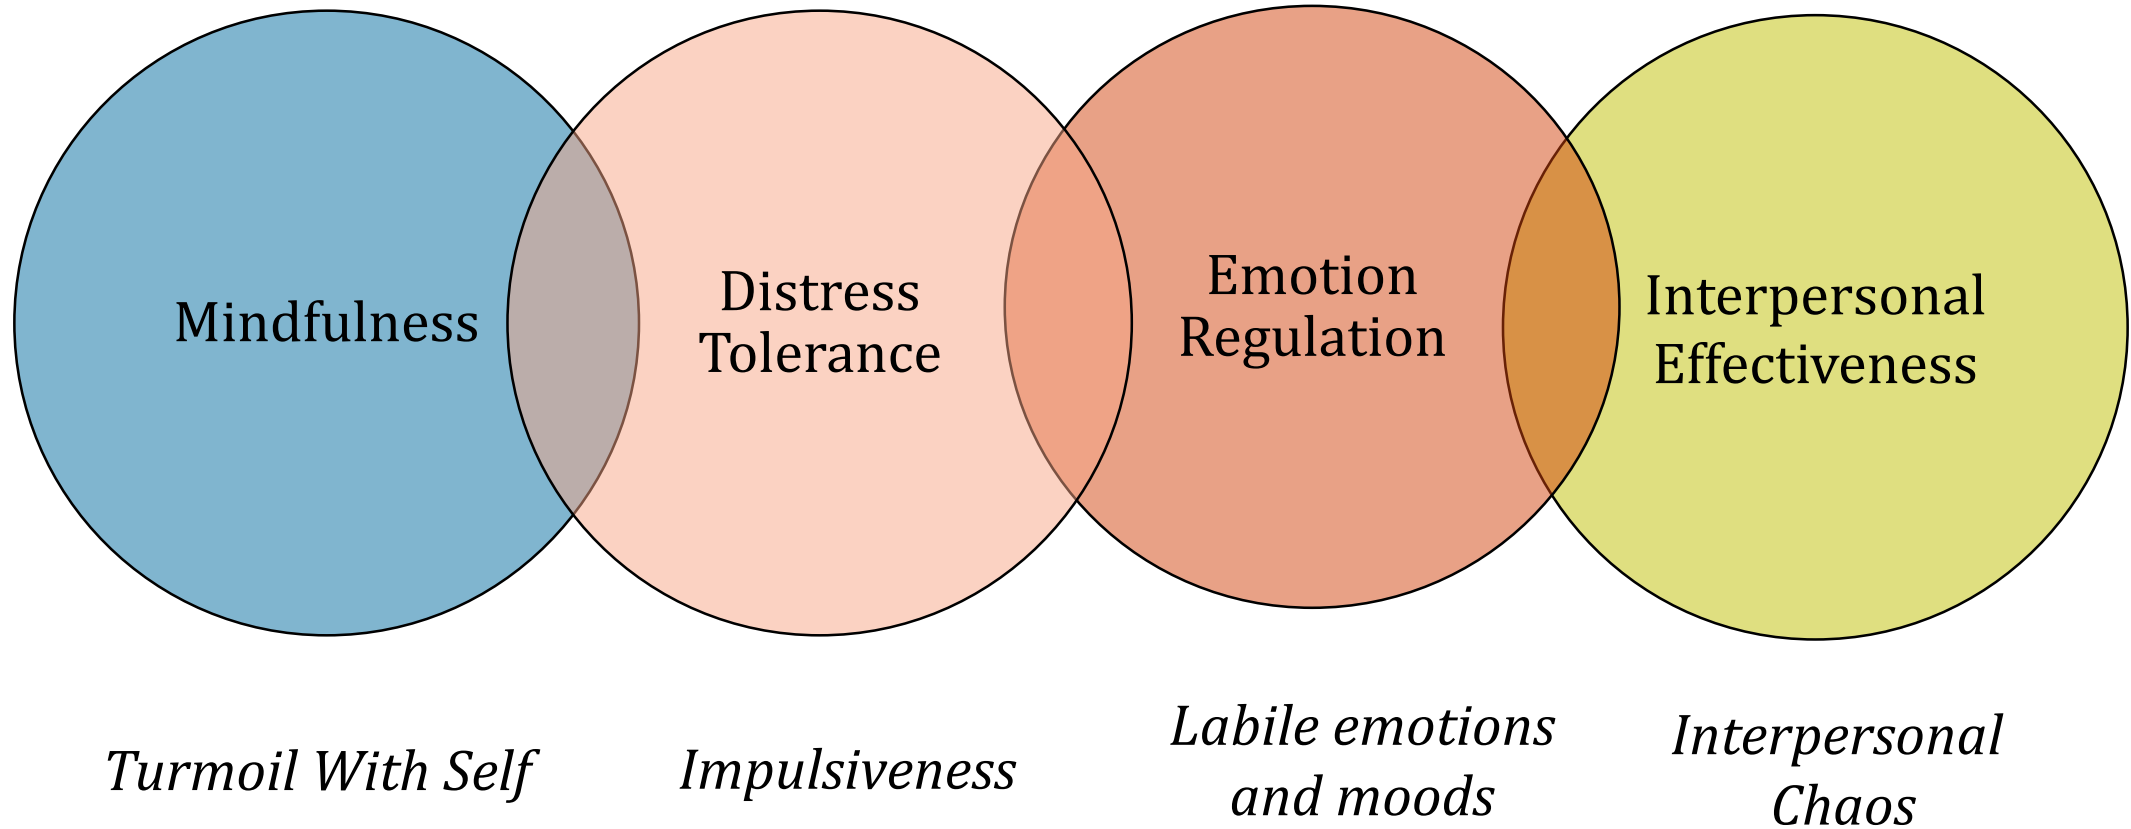 Mindfulness
Distress
Tolerance
Emotion
Regulation
Interpersonal
Effectiveness
Turmoil With Self
Impulsiveness
Labile emotions
and moods
Interpersonal
Chaos